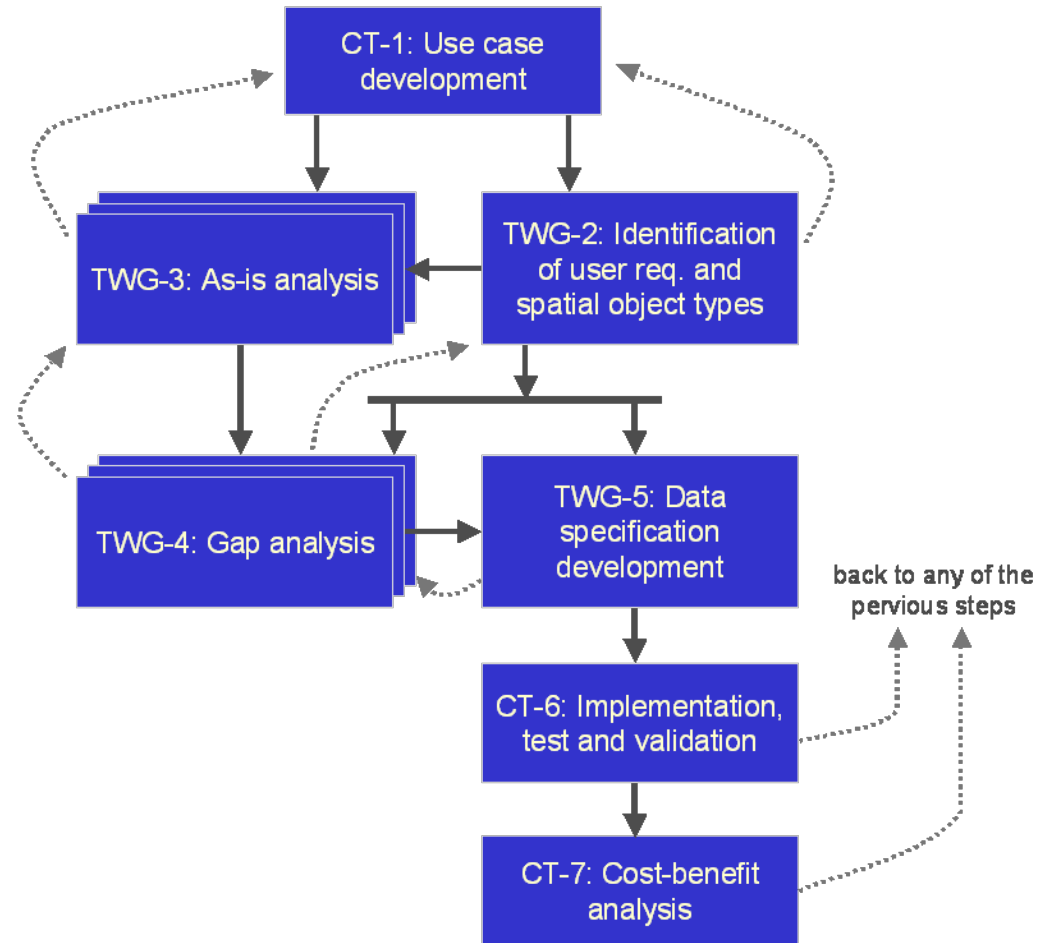 CT-1: Use case
development
TWG-3: As-is analysis
TWG-2: Identification
of user req. and
spatial object types
TWG-4: Gap analysis
TWG-5: Data
specification
development
back to any of the
pervious steps
CT-6: Implementation,
test and validation
CT-7: Cost-benefit
analysis